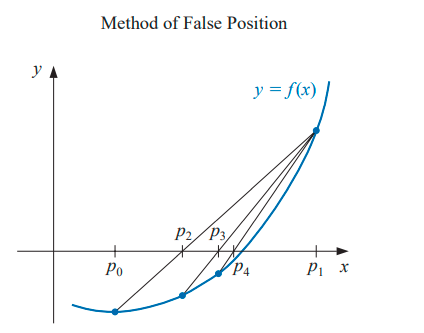 Method of False Position
y
y = f(x)
p₂ p₃
p₀ p₄ p₁ x